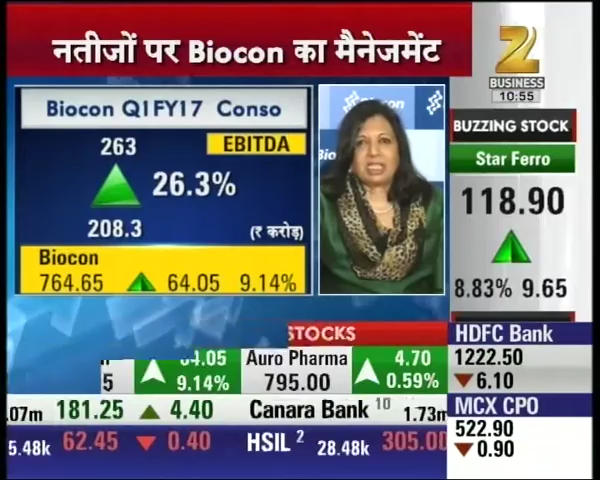 नतीजों पर Biocon का मैनेजमेंट
Z
BUSINESS
10:55
Biocon Q1FY17 Conso
263
EBITDA
26.3%
208.3
(₹ करोड़)
Biocon
764.65 64.05 9.14%
BUZZING STOCK
Star Ferro
118.90
8.83% 9.65
STOCKS
HDFC Bank
1222.50
6.10
MCX CPO
522.90
0.90
5
64.05
9.14%
Auro Pharma
795.00
4.70
0.59%
.07m 181.25 4.40 Canara Bank 10 1.73m
5.48k 62.45 0.40 HSIL 2 28.48k 305.00